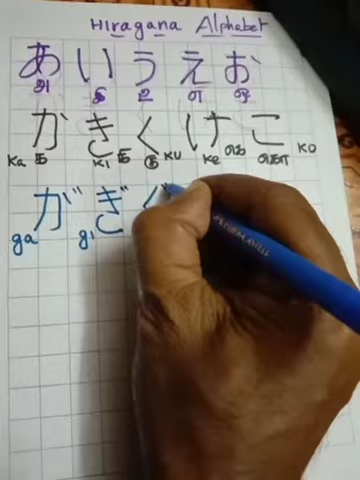 Hiragana Alphabet
あ い う え お
அ இ உ எ ஒ
か き く け こ
Ka க Ki கி கு Ku Ke கெ கொ Ko
が ぎ ぐ
ga gi